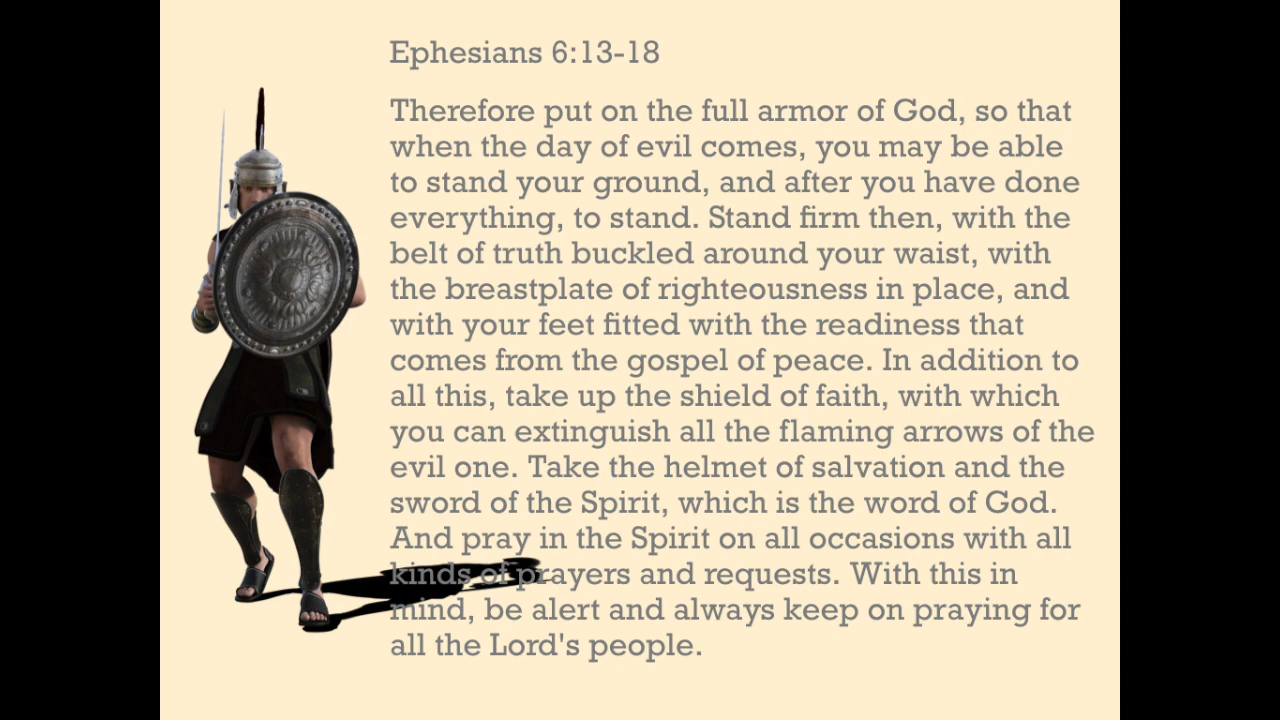 Ephesians 6:13-18
Therefore put on the full armor of God, so that
when the day of evil comes, you may be able
to stand your ground, and after you have done
everything, to stand. Stand firm then, with the
belt of truth buckled around your waist, with
the breastplate of righteousness in place, and
with your feet fitted with the readiness that
comes from the gospel of peace. In addition to
all this, take up the shield of faith, with which
you can extinguish all the flaming arrows of the
evil one. Take the helmet of salvation and the
sword of the Spirit, which is the word of God.
And pray in the Spirit on all occasions with all
kinds of prayers and requests. With this in
mind, be alert and always keep on praying for
all the Lord's people.